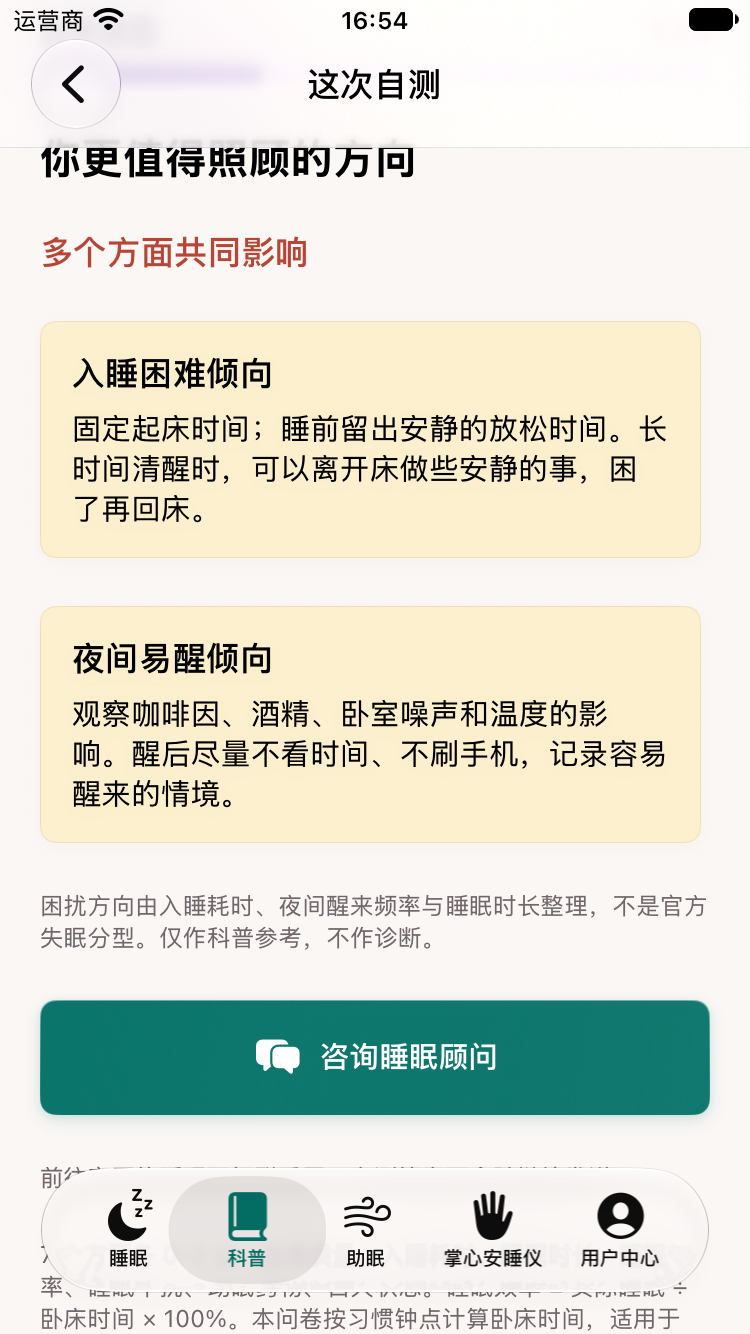 运营商
16:54
这次自测
你更值得照顾的方向
多个方面共同影响
入睡困难倾向
固定起床时间；睡前留出安静的放松时间。长
时间清醒时，可以离开床做些安静的事，困
了再回床。
夜间易醒倾向
观察咖啡因、酒精、卧室噪声和温度的影
响。醒后尽量不看时间、不刷手机，记录容易
醒来的情境。
困扰方向由入睡耗时、夜间醒来频率与睡眠时长整理，不是官方
失眠分型。仅作科普参考，不作诊断。
咨询睡眠顾问
睡眠
科普
助眠
掌心安睡仪
用户中心
卧床时间 × 100%。本问卷按习惯钟点计算卧床时间，适用于